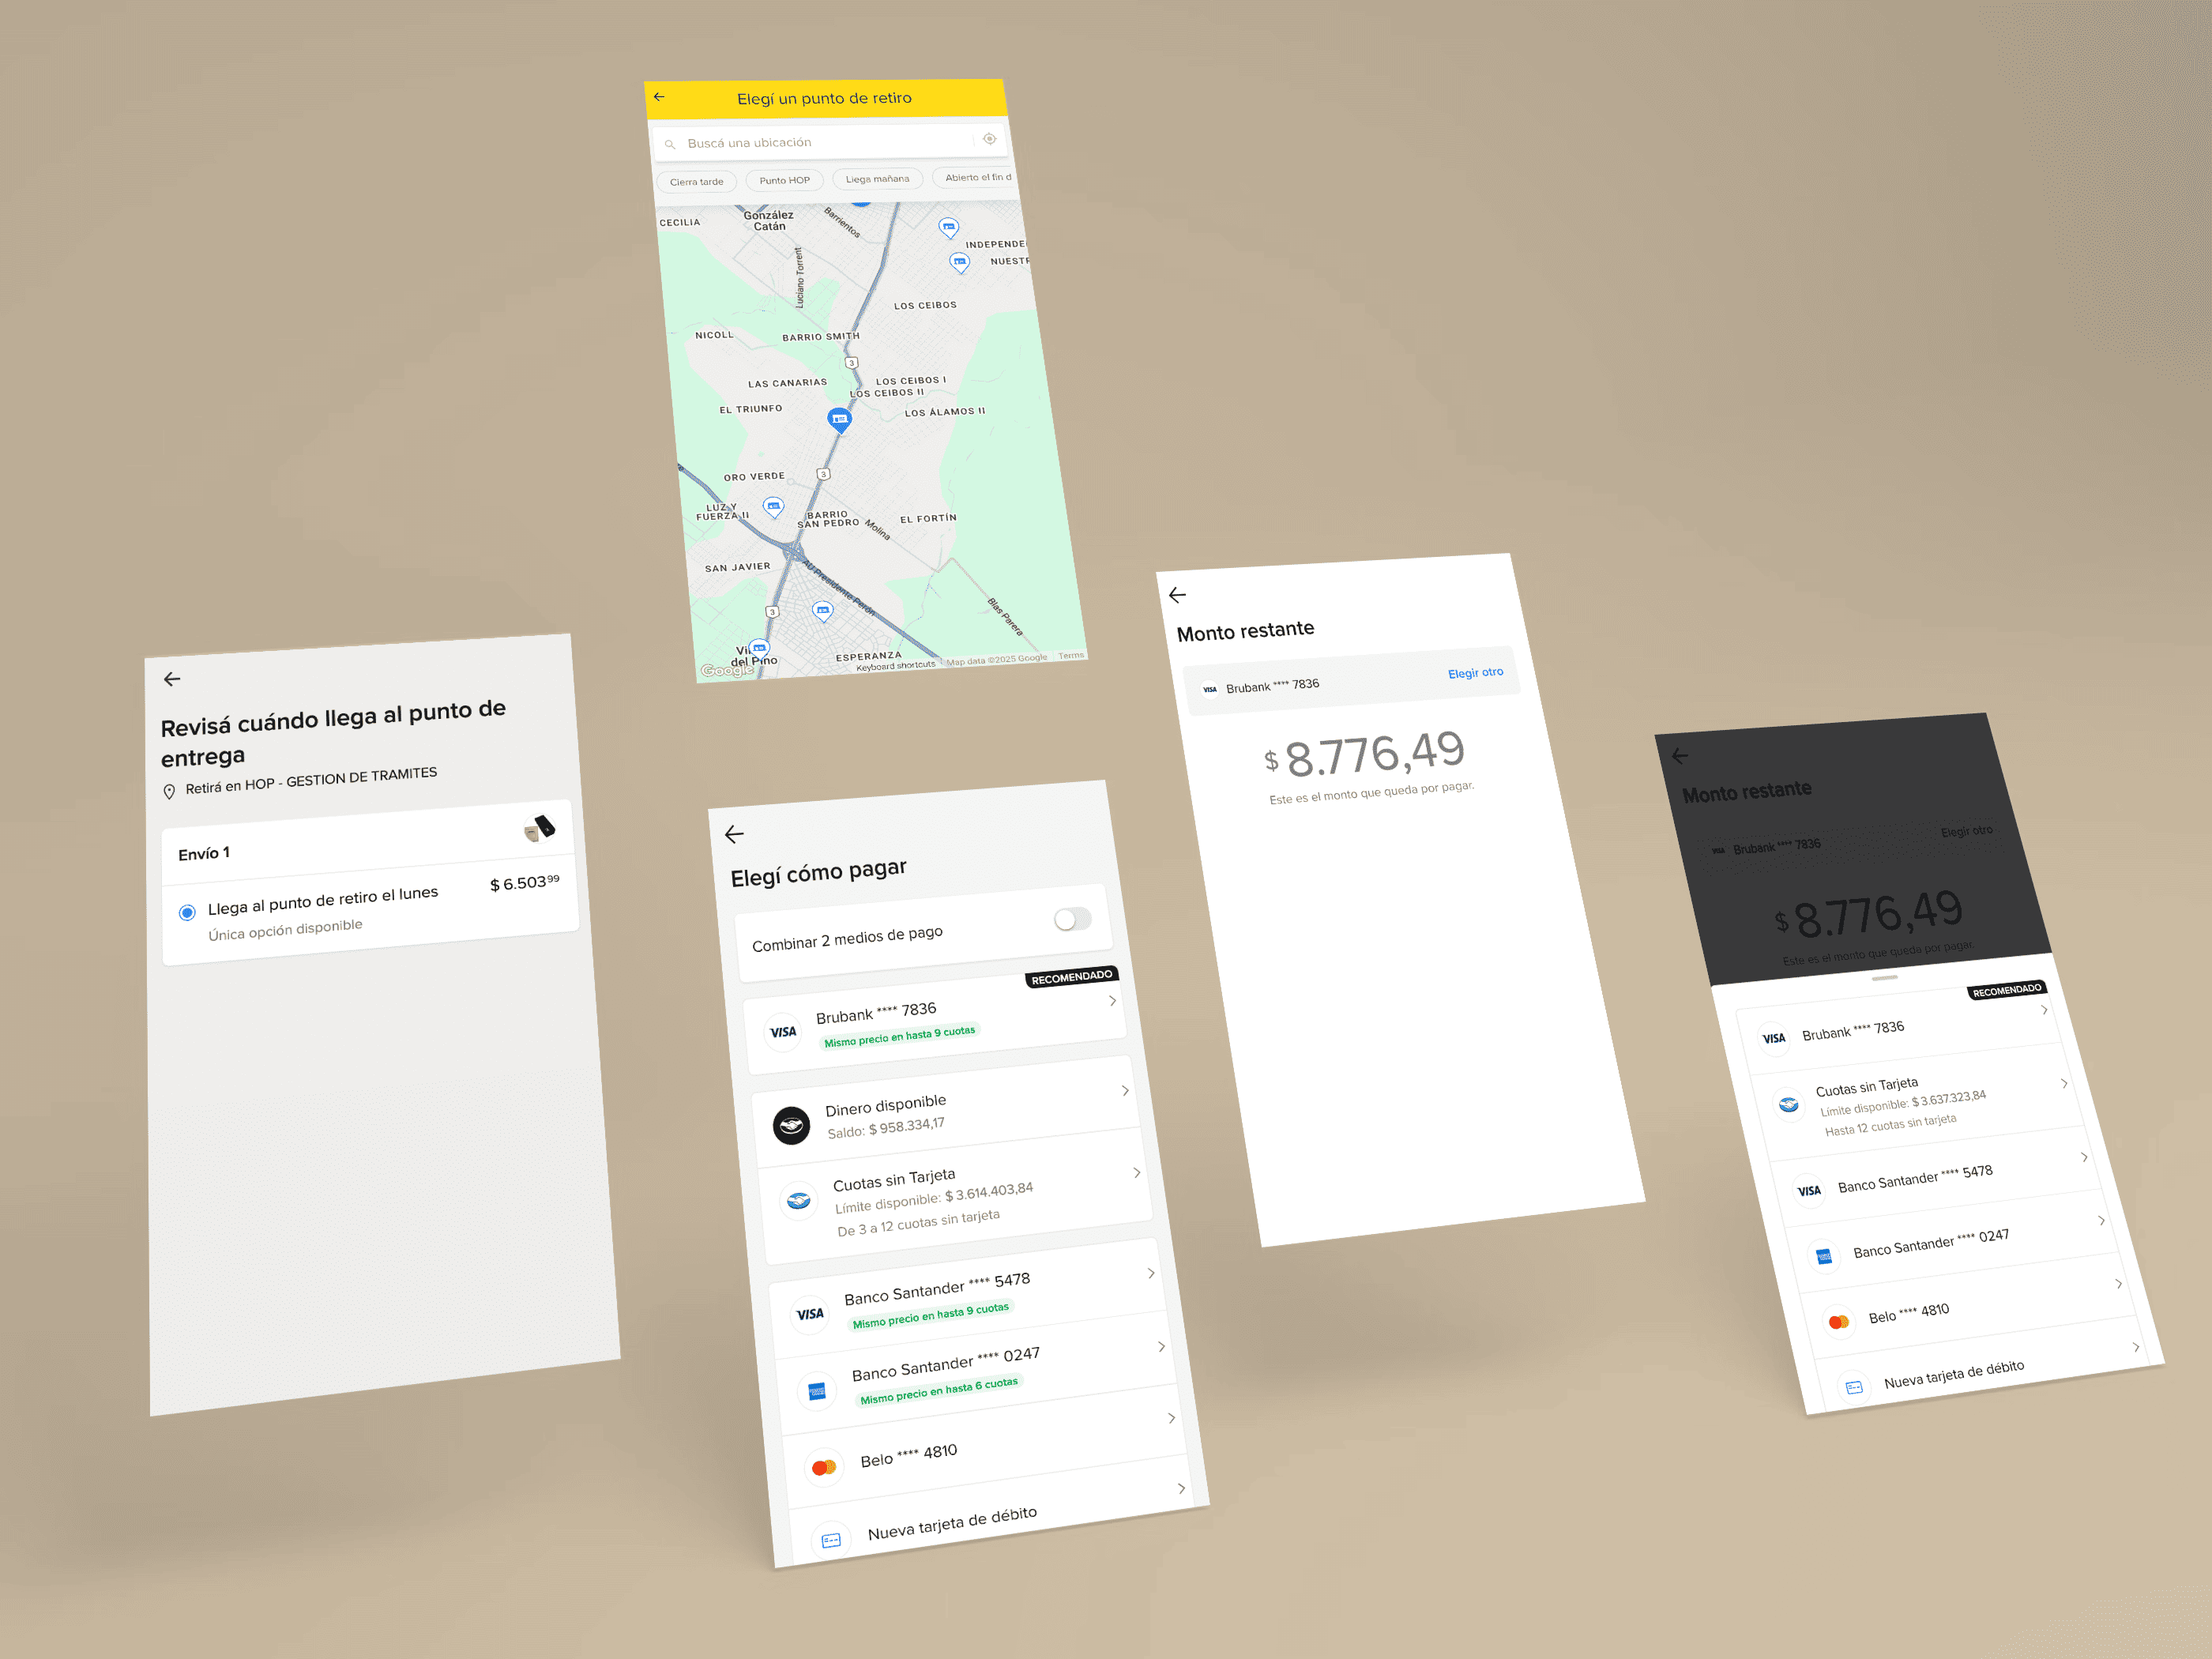 Elegí un punto de retiro
Buscá una ubicación
Cierra tarde
Punto HOP
Llega mañana
Abierto el fin d
CECILIA
González
Catán
Barrientos
Luciano Torrent
INDEPENDE
NUESTR
LOS CEIBOS
NICOLL
BARRIO SMITH
3
LAS CANARIAS
LOS CEIBOS I
LOS CEIBOS II
EL TRIUNFO
LOS ÁLAMOS II
ORO VERDE
3
LUZ Y
FUERZA II
BARRIO
SAN PEDRO
Molina
EL FORTÍN
SAN JAVIER
AU Presidente Perón
3
Blas Parera
del Pino
ESPERANZA
Google
Keyboard shortcuts
Map data ©2025 Google
Terms
Revisá cuándo llega al punto de
entrega
Retirá en HOP - GESTION DE TRAMITES
Envío 1
Llega al punto de retiro el lunes
$ 6.503⁹⁹
Única opción disponible
Elegí cómo pagar
Combinar 2 medios de pago
RECOMENDADO
VISA
Brubank **** 7836
Mismo precio en hasta 9 cuotas
Dinero disponible
Saldo: $ 958.334,17
Cuotas sin Tarjeta
Límite disponible: $ 3.614.403,84
De 3 a 12 cuotas sin tarjeta
VISA
Banco Santander **** 5478
Mismo precio en hasta 9 cuotas
Banco Santander **** 0247
Mismo precio en hasta 6 cuotas
Belo **** 4810
Nueva tarjeta de débito
Monto restante
VISA
Brubank **** 7836
Elegir otro
$ 8.776,49
Este es el monto que queda por pagar.
Monto restante
VISA
Brubank **** 7836
Elegir otro
$ 8.776,49
Este es el monto que queda por pagar.
RECOMENDADO
VISA
Brubank **** 7836
Cuotas sin Tarjeta
Límite disponible: $ 3.637.323,84
Hasta 12 cuotas sin tarjeta
VISA
Banco Santander **** 5478
Banco Santander **** 0247
Belo **** 4810
Nueva tarjeta de débito